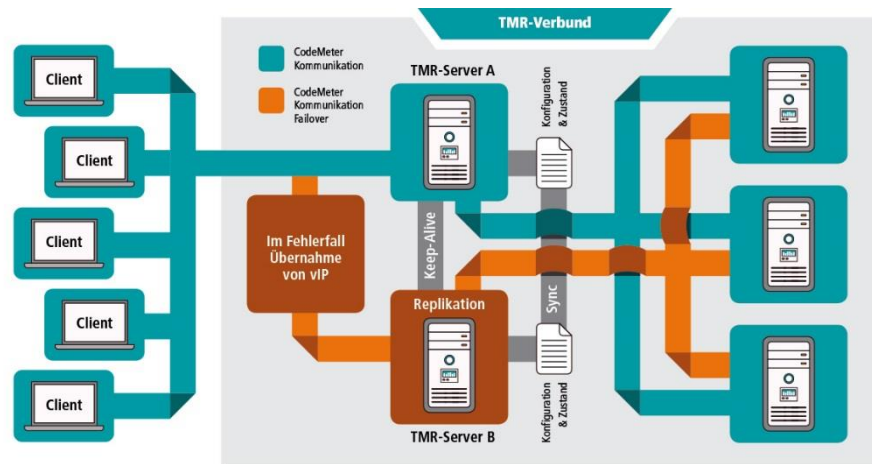 TMR-Verbund
CodeMeter
Kommunikation
CodeMeter
Kommunikation
Failover
TMR-Server A
Konfiguration
& Zustand
Client
Client
Client
Client
Client
Im Fehlerfall
Übernahme
von vIP
Keep-Alive
Sync
Replikation
TMR-Server B
Konfiguration
& Zustand